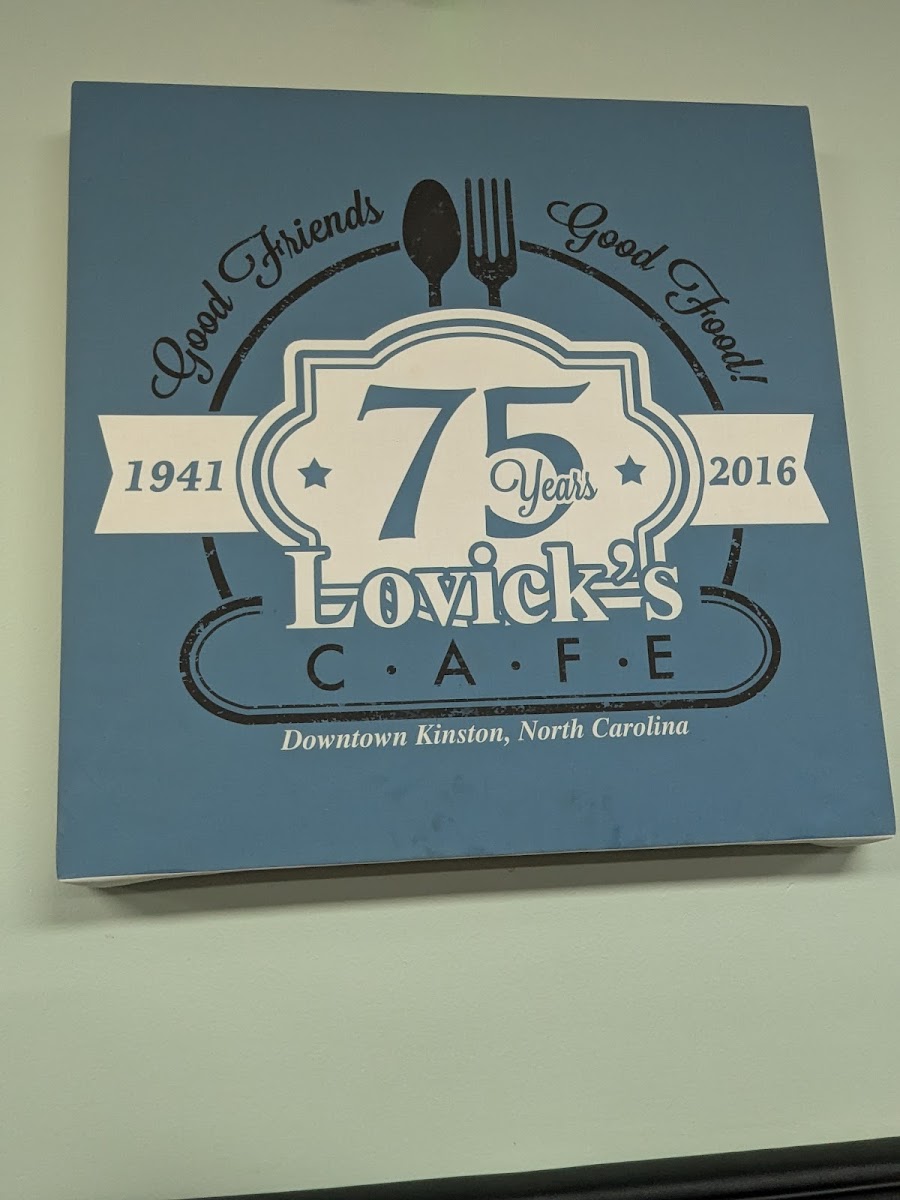 Good Friends
Good Food!
75
Years
1941
2016
Lovick's
C·A·F·E
Downtown Kinston, North Carolina